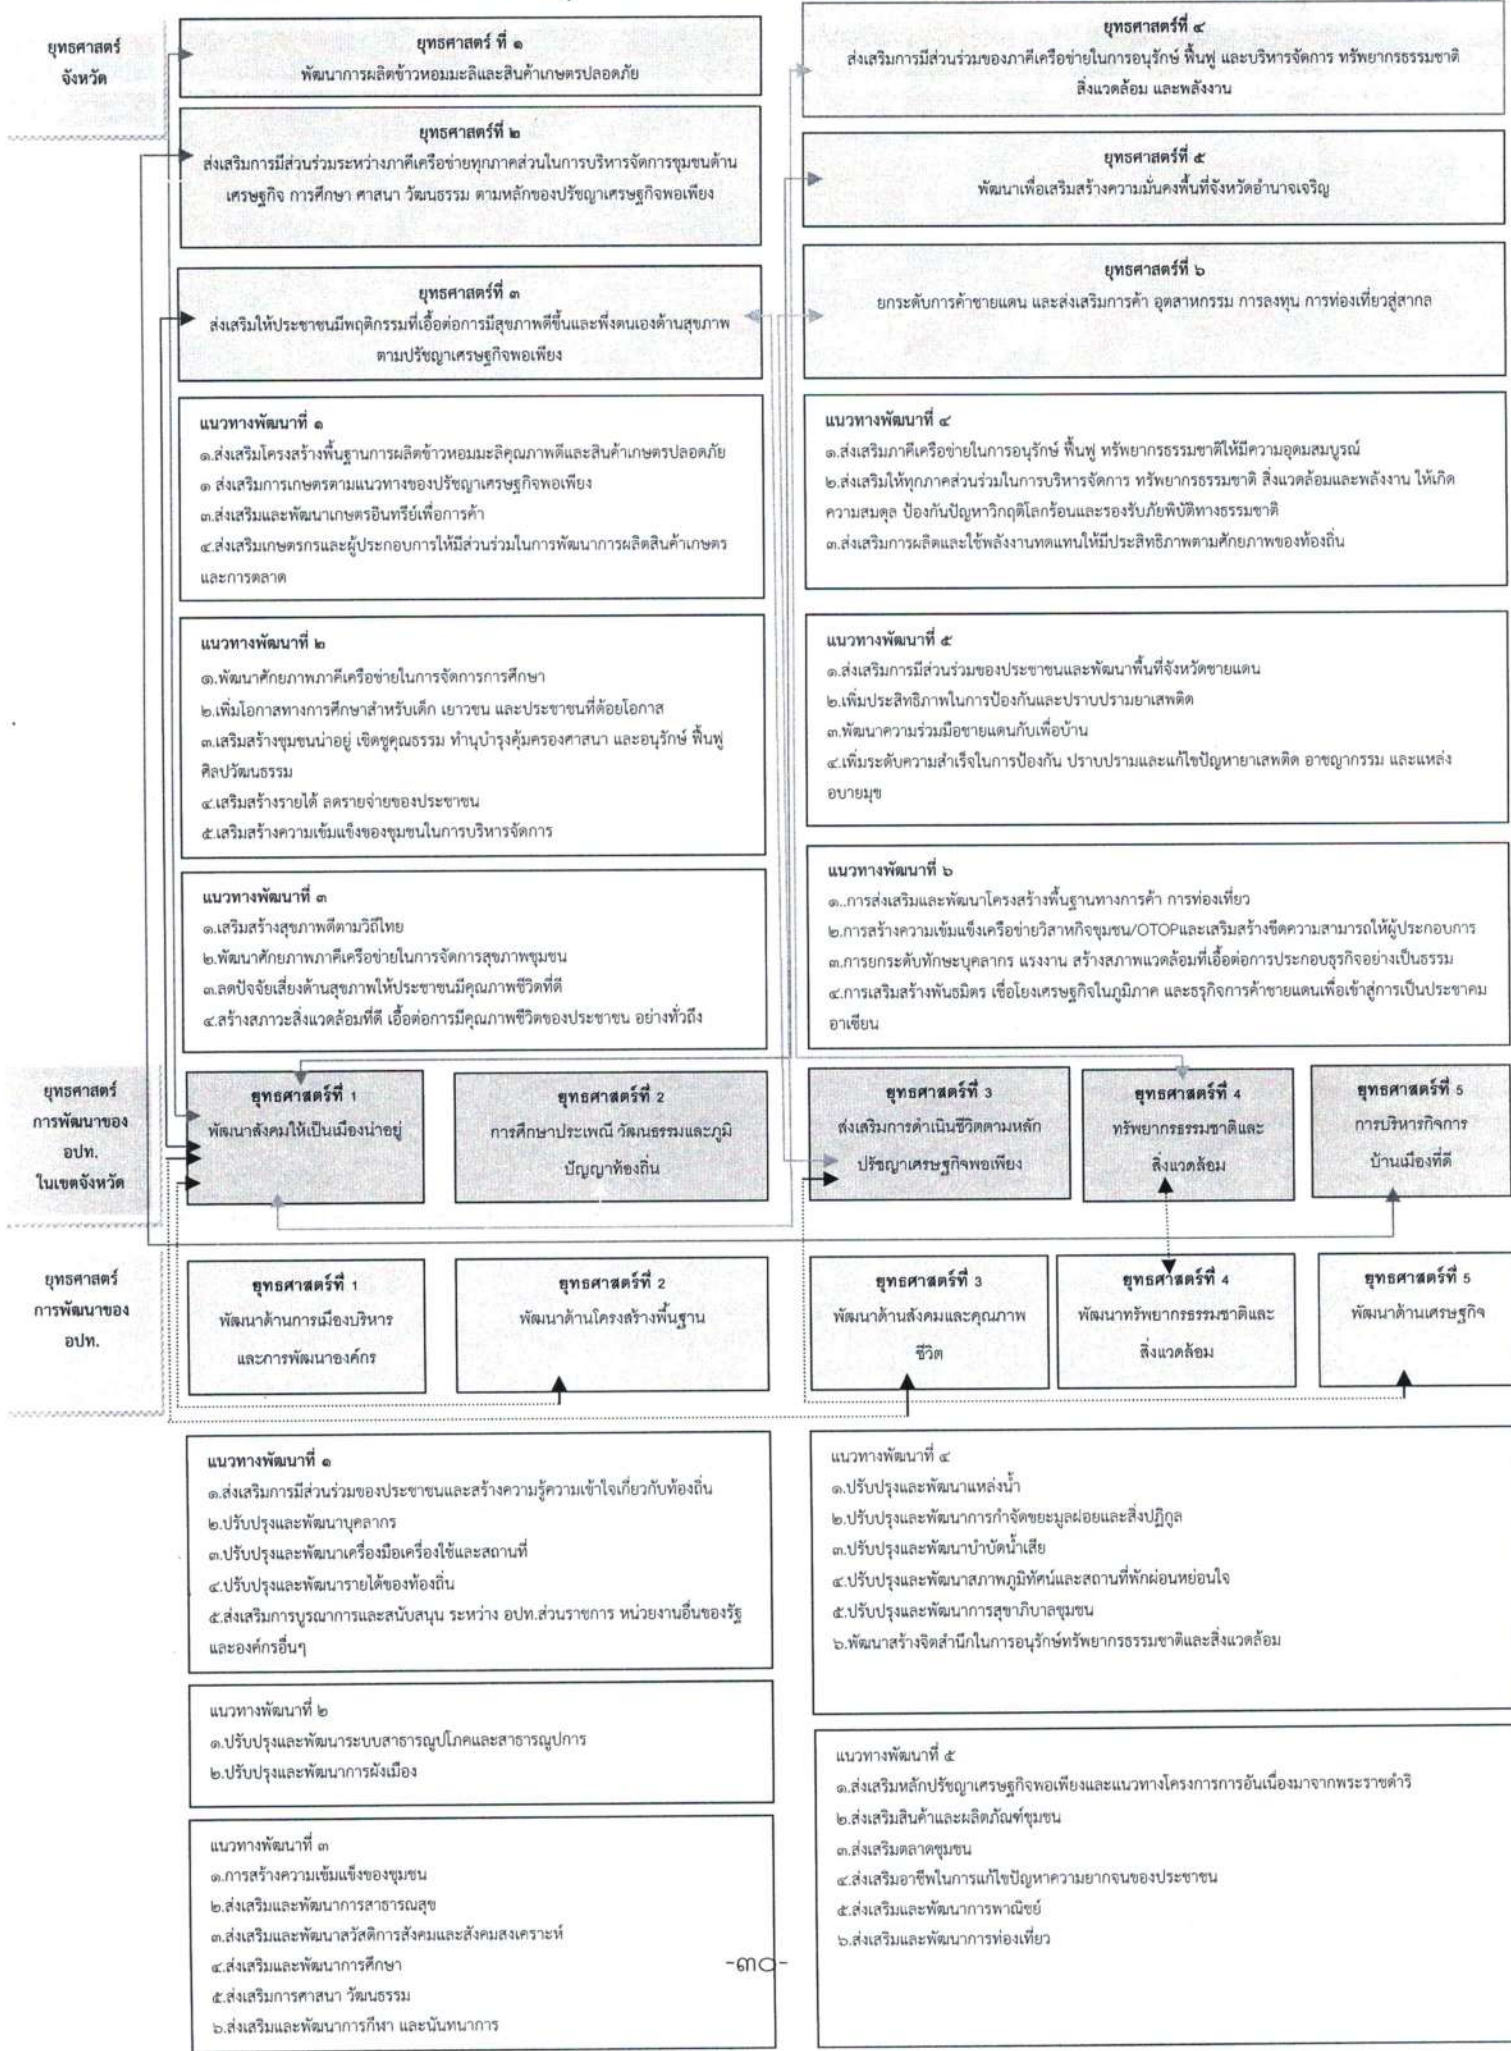 ยุทธศาสตร์
จังหวัด
ยุทธศาสตร์ ที่ ๑
พัฒนาการผลิตข้าวหอมมะลิและสินค้าเกษตรปลอดภัย
ยุทธศาสตร์ที่ ๒
ส่งเสริมการมีส่วนร่วมระหว่างภาคีเครือข่ายทุกภาคส่วนในการบริหารจัดการชุมชนด้าน
เศรษฐกิจ การศึกษา ศาสนา วัฒนธรรม ตามหลักของปรัชญาเศรษฐกิจพอเพียง
ยุทธศาสตร์ที่ ๓
ส่งเสริมให้ประชาชนมีพฤติกรรมที่เอื้อต่อการมีสุขภาพดีขึ้นและพึ่งตนเองด้านสุขภาพ
ตามปรัชญาเศรษฐกิจพอเพียง
ยุทธศาสตร์ที่ ๔
ส่งเสริมการมีส่วนร่วมของภาคีเครือข่ายในการอนุรักษ์ ฟื้นฟู และบริหารจัดการ ทรัพยากรธรรมชาติ
สิ่งแวดล้อม และพลังงาน
ยุทธศาสตร์ที่ ๕
พัฒนาเพื่อเสริมสร้างความมั่นคงพื้นที่จังหวัดอำนาจเจริญ
ยุทธศาสตร์ที่ ๖
ยกระดับการค้าชายแดน และส่งเสริมการค้า อุตสาหกรรม การลงทุน การท่องเที่ยวสู่สากล
แนวทางพัฒนาที่ ๑
๑.ส่งเสริมโครงสร้างพื้นฐานการผลิตข้าวหอมมะลิคุณภาพดีและสินค้าเกษตรปลอดภัย
๑ ส่งเสริมการเกษตรตามแนวทางของปรัชญาเศรษฐกิจพอเพียง
๓.ส่งเสริมและพัฒนาเกษตรอินทรีย์เพื่อการค้า
๔.ส่งเสริมเกษตรกรและผู้ประกอบการให้มีส่วนร่วมในการพัฒนาการผลิตสินค้าเกษตร
และการตลาด
แนวทางพัฒนาที่ ๒
๑.พัฒนาศักยภาพภาคีเครือข่ายในการจัดการการศึกษา
๒.เพิ่มโอกาสทางการศึกษาสำหรับเด็ก เยาวชน และประชาชนที่ด้อยโอกาส
๓.เสริมสร้างชุมชนน่าอยู่ เชิดชูคุณธรรม ทำนุบำรุงคุ้มครองศาสนา และอนุรักษ์ ฟื้นฟู
ศิลปวัฒนธรรม
๔.เสริมสร้างรายได้ ลดรายจ่ายของประชาชน
๕.เสริมสร้างความเข้มแข็งของชุมชนในการบริหารจัดการ
แนวทางพัฒนาที่ ๓
๑.เสริมสร้างสุขภาพดีตามวิถีไทย
๒.พัฒนาศักยภาพภาคีเครือข่ายในการจัดการสุขภาพชุมชน
๓.ลดปัจจัยเสี่ยงด้านสุขภาพให้ประชาชนมีคุณภาพชีวิตที่ดี
๔.สร้างสภาวะสิ่งแวดล้อมที่ดี เอื้อต่อการมีคุณภาพชีวิตของประชาชน อย่างทั่วถึง
แนวทางพัฒนาที่ ๔
๑.ส่งเสริมภาคีเครือข่ายในการอนุรักษ์ ฟื้นฟู ทรัพยากรธรรมชาติให้มีความอุดมสมบูรณ์
๒.ส่งเสริมให้ทุกภาคส่วนร่วมในการบริหารจัดการ ทรัพยากรธรรมชาติ สิ่งแวดล้อมและพลังงาน ให้เกิด
ความสมดุล ป้องกันปัญหาวิกฤติโลกร้อนและรองรับภัยพิบัติทางธรรมชาติ
๓.ส่งเสริมการผลิตและใช้พลังงานทดแทนให้มีประสิทธิภาพตามศักยภาพของท้องถิ่น
แนวทางพัฒนาที่ ๕
๑.ส่งเสริมการมีส่วนร่วมของประชาชนและพัฒนาพื้นที่จังหวัดชายแดน
๒.เพิ่มประสิทธิภาพในการป้องกันและปราบปรามยาเสพติด
๓.พัฒนาความร่วมมือชายแดนกับเพื่อบ้าน
๔.เพิ่มระดับความสำเร็จในการป้องกัน ปราบปรามและแก้ไขปัญหายาเสพติด อาชญากรรม และแหล่ง
อบายมุข
แนวทางพัฒนาที่ ๖
๑..การส่งเสริมและพัฒนาโครงสร้างพื้นฐานทางการค้า การท่องเที่ยว
๒.การสร้างความเข้มแข็งเครือข่ายวิสาหกิจชุมชน/OTOPและเสริมสร้างขีดความสามารถให้ผู้ประกอบการ
๓.การยกระดับทักษะบุคลากร แรงงาน สร้างสภาพแวดล้อมที่เอื้อต่อการประกอบธุรกิจอย่างเป็นธรรม
๔.การเสริมสร้างพันธมิตร เชื่อโยงเศรษฐกิจในภูมิภาค และธรุกิจการค้าชายแดนเพื่อเข้าสู่การเป็นประชาคม
อาเซียน
ยุทธศาสตร์
การพัฒนาของ
อปท.
ในเขตจังหวัด
ยุทธศาสตร์ที่ 1
พัฒนาสังคมให้เป็นเมืองน่าอยู่
ยุทธศาสตร์ที่ 2
การศึกษาประเพณี วัฒนธรรมและภูมิ
ปัญญาท้องถิ่น
ยุทธศาสตร์ที่ 3
ส่งเสริมการดำเนินชีวิตตามหลัก
ปรัชญาเศรษฐกิจพอเพียง
ยุทธศาสตร์ที่ 4
ทรัพยากรธรรมชาติและ
สิ่งแวดล้อม
ยุทธศาสตร์ที่ 5
การบริหารกิจการ
บ้านเมืองที่ดี
ยุทธศาสตร์
การพัฒนาของ
อปท.
ยุทธศาสตร์ที่ 1
พัฒนาด้านการเมืองบริหาร
และการพัฒนาองค์กร
ยุทธศาสตร์ที่ 2
พัฒนาด้านโครงสร้างพื้นฐาน
ยุทธศาสตร์ที่ 3
พัฒนาด้านสังคมและคุณภาพ
ชีวิต
ยุทธศาสตร์ที่ 4
พัฒนาทรัพยากรธรรมชาติและ
สิ่งแวดล้อม
ยุทธศาสตร์ที่ 5
พัฒนาด้านเศรษฐกิจ
แนวทางพัฒนาที่ ๑
๑.ส่งเสริมการมีส่วนร่วมของประชาชนและสร้างความรู้ความเข้าใจเกี่ยวกับท้องถิ่น
๒.ปรับปรุงและพัฒนาบุคลากร
๓.ปรับปรุงและพัฒนาเครื่องมือเครื่องใช้และสถานที่
๔.ปรับปรุงและพัฒนารายได้ของท้องถิ่น
๕.ส่งเสริมการบูรณาการและสนับสนุน ระหว่าง อปท.ส่วนราชการ หน่วยงานอื่นของรัฐ
และองค์กรอื่นๆ
แนวทางพัฒนาที่ ๒
๑.ปรับปรุงและพัฒนาระบบสาธารณูปโภคและสาธารณูปการ
๒.ปรับปรุงและพัฒนาการผังเมือง
แนวทางพัฒนาที่ ๓
๑.การสร้างความเข้มแข็งของชุมชน
๒.ส่งเสริมและพัฒนาการสาธารณสุข
๓.ส่งเสริมและพัฒนาสวัสดิการสังคมและสังคมสงเคราะห์
๔.ส่งเสริมและพัฒนาการศึกษา
๕.ส่งเสริมการศาสนา วัฒนธรรม
๖.ส่งเสริมและพัฒนาการกีฬา และนันทนาการ
แนวทางพัฒนาที่ ๔
๑.ปรับปรุงและพัฒนาแหล่งน้ำ
๒.ปรับปรุงและพัฒนาการกำจัดขยะมูลฝอยและสิ่งปฏิกูล
๓.ปรับปรุงและพัฒนาบำบัดน้ำเสีย
๔.ปรับปรุงและพัฒนาสภาพภูมิทัศน์และสถานที่พักผ่อนหย่อนใจ
๕.ปรับปรุงและพัฒนาการสุขาภิบาลชุมชน
๖.พัฒนาสร้างจิตสำนึกในการอนุรักษ์ทรัพยากรธรรมชาติและสิ่งแวดล้อม
แนวทางพัฒนาที่ ๕
๑.ส่งเสริมหลักปรัชญาเศรษฐกิจพอเพียงและแนวทางโครงการการอันเนื่องมาจากพระราชดำริ
๒.ส่งเสริมสินค้าและผลิตภัณฑ์ชุมชน
๓.ส่งเสริมตลาดชุมชน
๔.ส่งเสริมอาชีพในการแก้ไขปัญหาความยากจนของประชาชน
๕.ส่งเสริมและพัฒนาการพาณิชย์
๖.ส่งเสริมและพัฒนาการท่องเที่ยว
-๓๐-